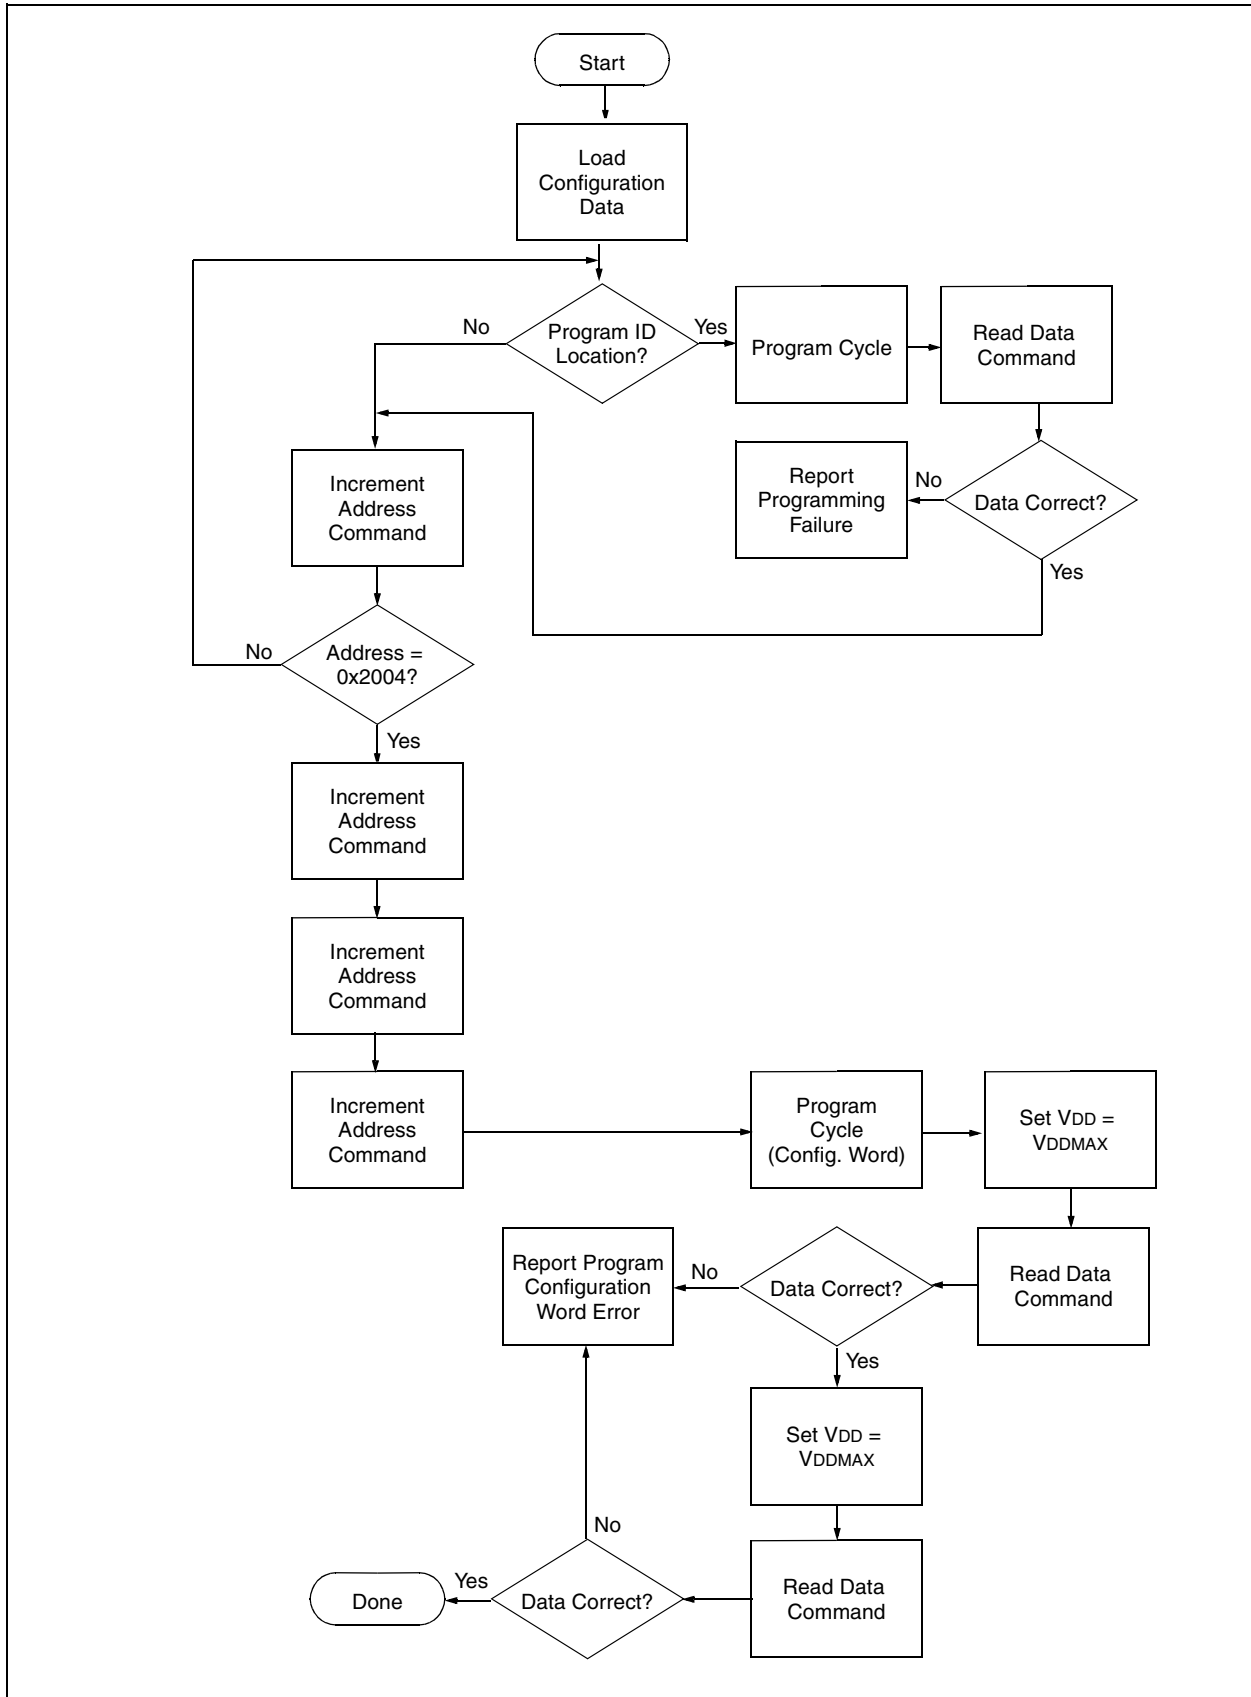 Start
Load
Configuration
Data
No
Program ID
Location?
Yes
Program Cycle
Read Data
Command
Increment
Address
Command
Report
Programming
Failure
No
Data Correct?
Yes
No
Address =
0x2004?
Yes
Increment
Address
Command
Increment
Address
Command
Increment
Address
Command
Program
Cycle
(Config. Word)
Set VDD =
VDDMAX
Report Program
Configuration
Word Error
No
Data Correct?
Read Data
Command
Yes
Set VDD =
VDDMAX
No
Done
Yes
Data Correct?
Read Data
Command